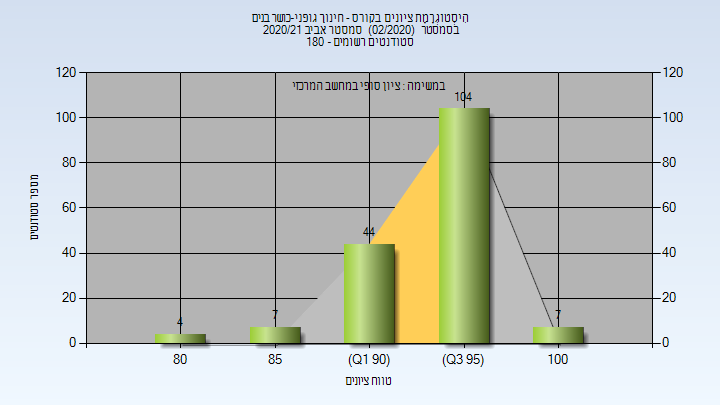 היסטוגרמת ציונים בקורס - חינוך גופני-כושר בנים
בסמסטר (02/2020) סמסטר אביב 2020/21
סטודנטים רשומים - 180
במשימה : ציון סופי במחשב המרכזי
120 120
100 100
80 80
60 60
40 40
20 20
0 0
4 7 44 104 7
80 85 (Q1 90) (Q3 95) 100
מספר סטודנטים
טווח ציונים